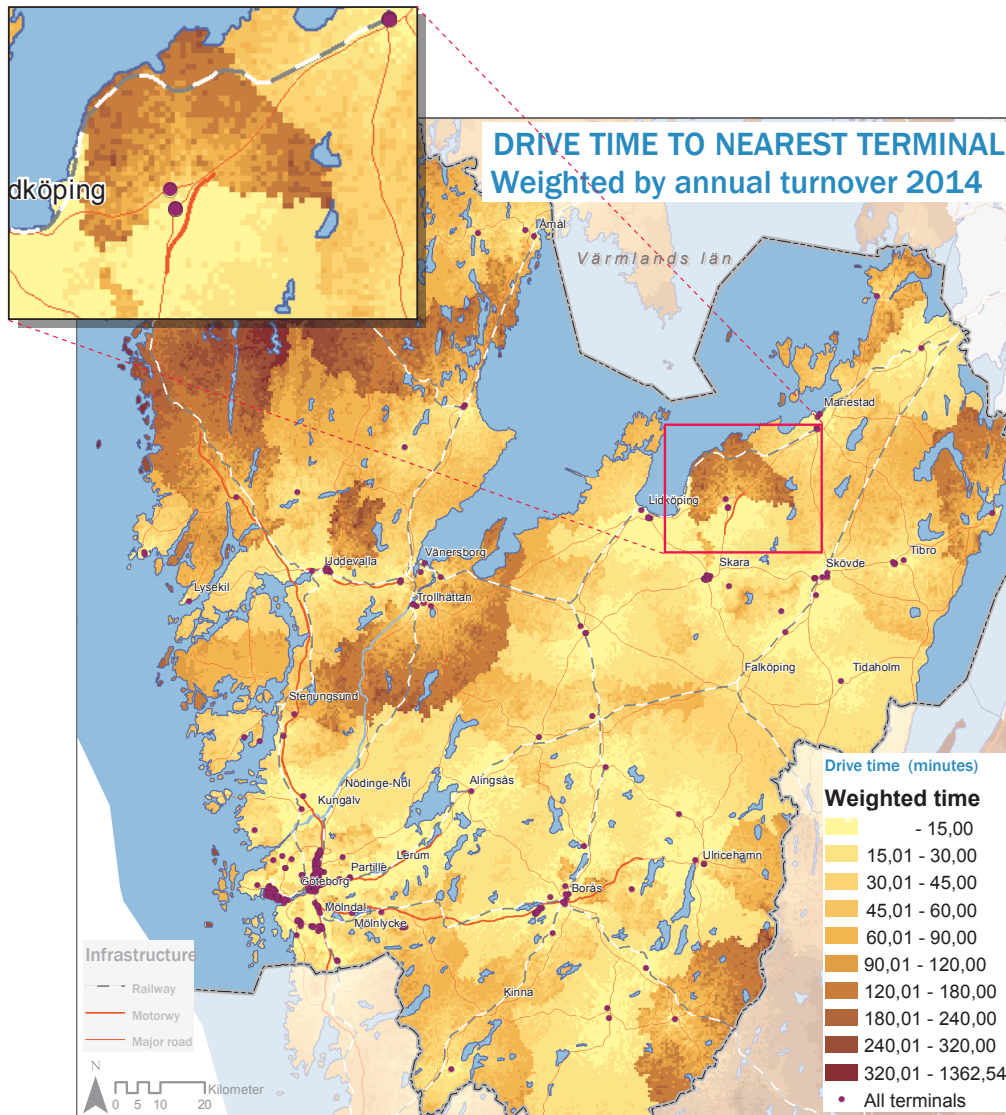 dköping
DRIVE TIME TO NEAREST TERMINAL
Weighted by annual turnover 2014
Åmål
Värmlands län
Mariestad
Lidköping
Vänersborg
Uddevalla
Skara
Skövde
Tibro
Lysekil
Trollhättan
Falköping
Tidaholm
Stenungsund
Nödinge-Nol
Alingsås
Kungälv
Lerum
Partille
Ulricehamn
Göteborg
Borås
Mölndal
Mölnlycke
Kinna
Infrastructure
Railway
Motorwy
Major road
N
Kilometer
0 5 10 20
Drive time (minutes)
Weighted time
- 15,00
15,01 - 30,00
30,01 - 45,00
45,01 - 60,00
60,01 - 90,00
90,01 - 120,00
120,01 - 180,00
180,01 - 240,00
240,01 - 320,00
320,01 - 1362,54
All terminals